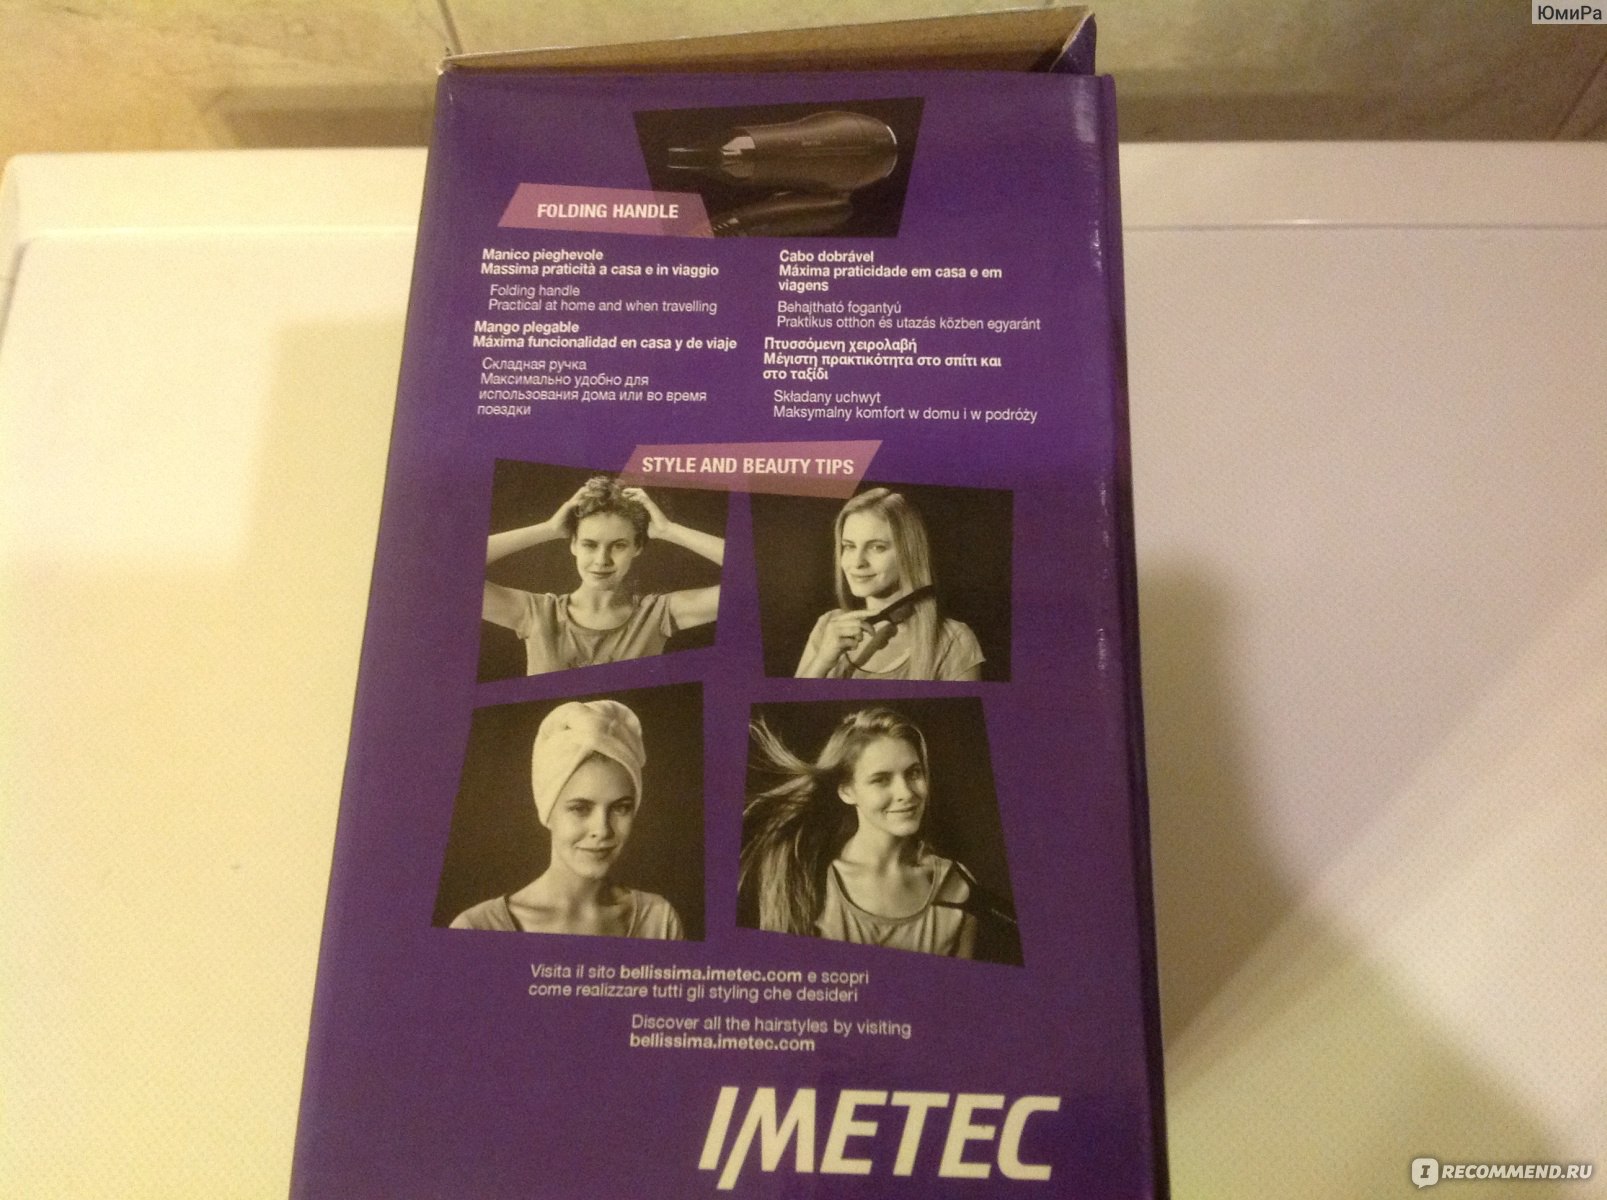 ЮмиРа
FOLDING HANDLE
Manico pieghevole
Massima praticità a casa e in viaggio
Folding handle
Practical at home and when travelling
Mango plegable
Máxima funcionalidad en casa y de viaje
Складная ручка
Максимально удобно для
использования дома или во время
поездки
Cabo dobrável
Máxima praticidade em casa e em
viagens
Behajtható fogantyú
Praktikus otthon és utazás közben egyaránt
Πτυσσόμενη χειρολαβή
Μέγιστη πρακτικότητα στο σπίτι και
στο ταξίδι
Składany uchwyt
Maksymalny komfort w domu i w podróży
STYLE AND BEAUTY TIPS
Visita il sito bellissima.imetec.com e scopri
come realizzare tutti gli styling che desideri
Discover all the hairstyles by visiting
bellissima.imetec.com
IMETEC
I RECOMMEND.RU